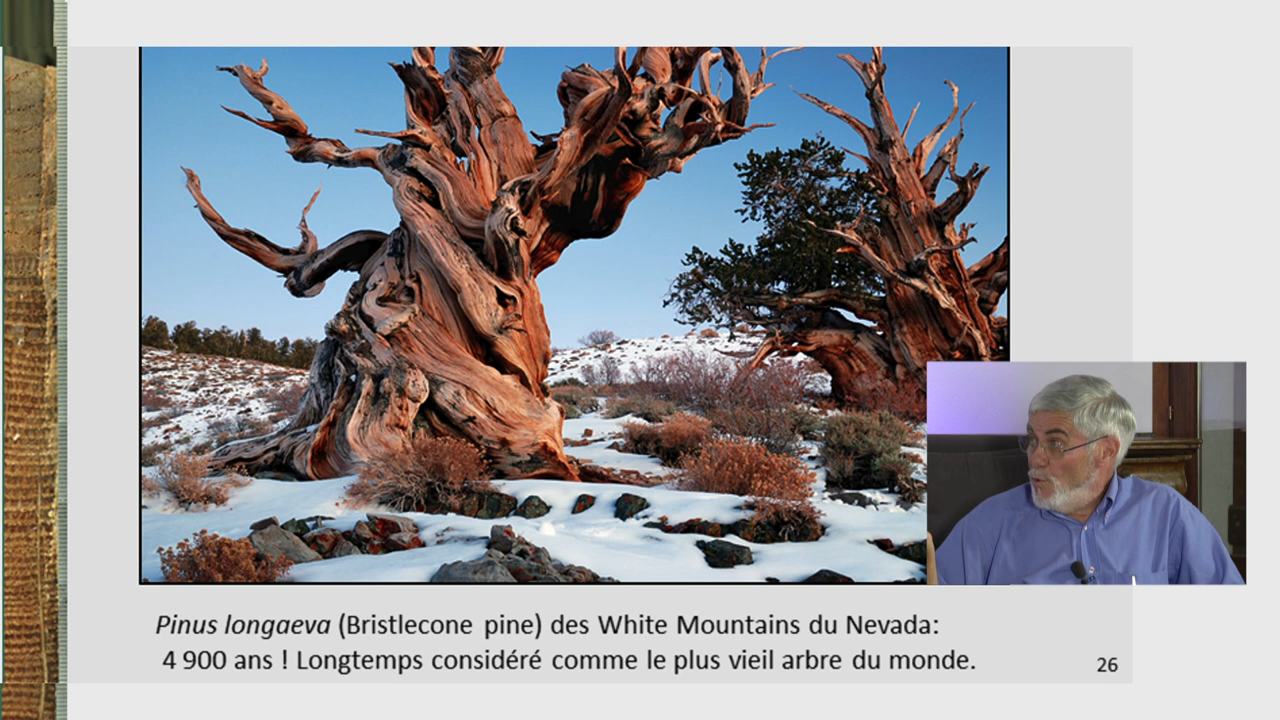 Pinus longaeva (Bristlecone pine) des White Mountains du Nevada:
4 900 ans ! Longtemps considéré comme le plus vieil arbre du monde.
26